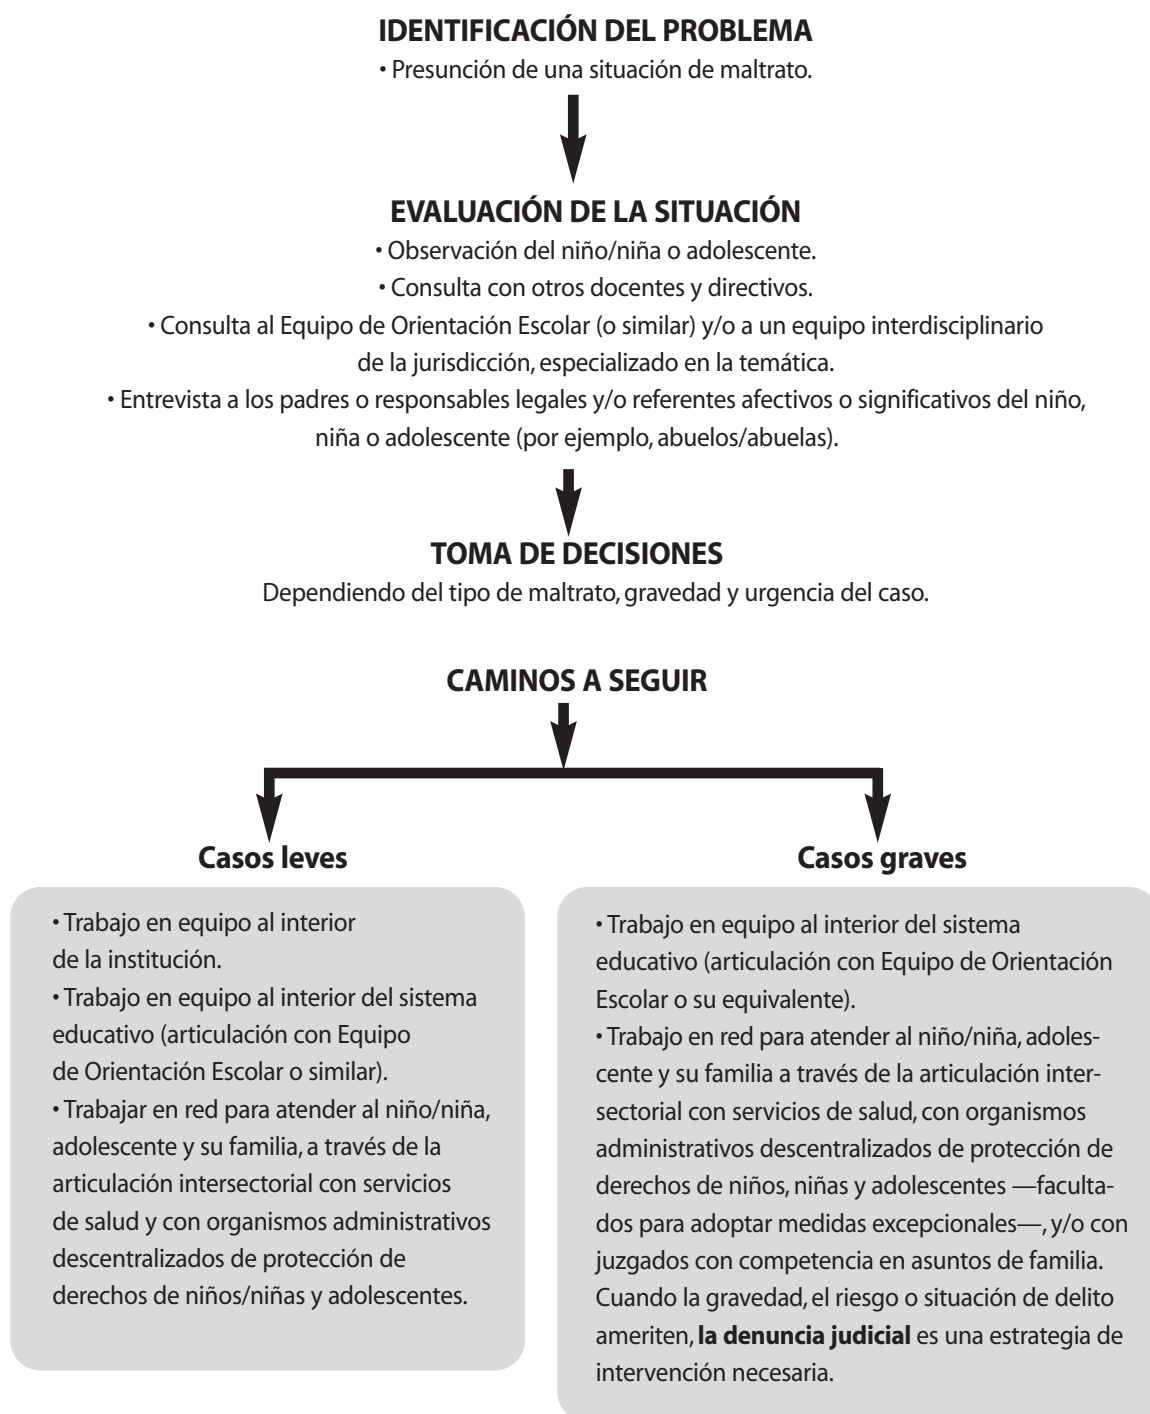 IDENTIFICACIÓN DEL PROBLEMA
• Presunción de una situación de maltrato.
EVALUACIÓN DE LA SITUACIÓN
• Observación del niño/niña o adolescente.
• Consulta con otros docentes y directivos.
• Consulta al Equipo de Orientación Escolar (o similar) y/o a un equipo interdisciplinario
de la jurisdicción, especializado en la temática.
• Entrevista a los padres o responsables legales y/o referentes afectivos o significativos del niño,
niña o adolescente (por ejemplo, abuelos/abuelas).
TOMA DE DECISIONES
Dependiendo del tipo de maltrato, gravedad y urgencia del caso.
CAMINOS A SEGUIR
Casos leves
• Trabajo en equipo al interior
de la institución.
• Trabajo en equipo al interior del sistema
educativo (articulación con Equipo
de Orientación Escolar o similar).
• Trabajar en red para atender al niño/niña,
adolescente y su familia, a través de la
articulación intersectorial con servicios
de salud y con organismos administrativos
descentralizados de protección de
derechos de niños/niñas y adolescentes.
Casos graves
• Trabajo en equipo al interior del sistema
educativo (articulación con Equipo de Orientación
Escolar o su equivalente).
• Trabajo en red para atender al niño/niña, adoles-
cente y su familia a través de la articulación inter-
sectorial con servicios de salud, con organismos
administrativos descentralizados de protección de
derechos de niños, niñas y adolescentes —faculta-
dos para adoptar medidas excepcionales—, y/o con
juzgados con competencia en asuntos de familia.
Cuando la gravedad, el riesgo o situación de delito
ameriten, la denuncia judicial es una estrategia de
intervención necesaria.